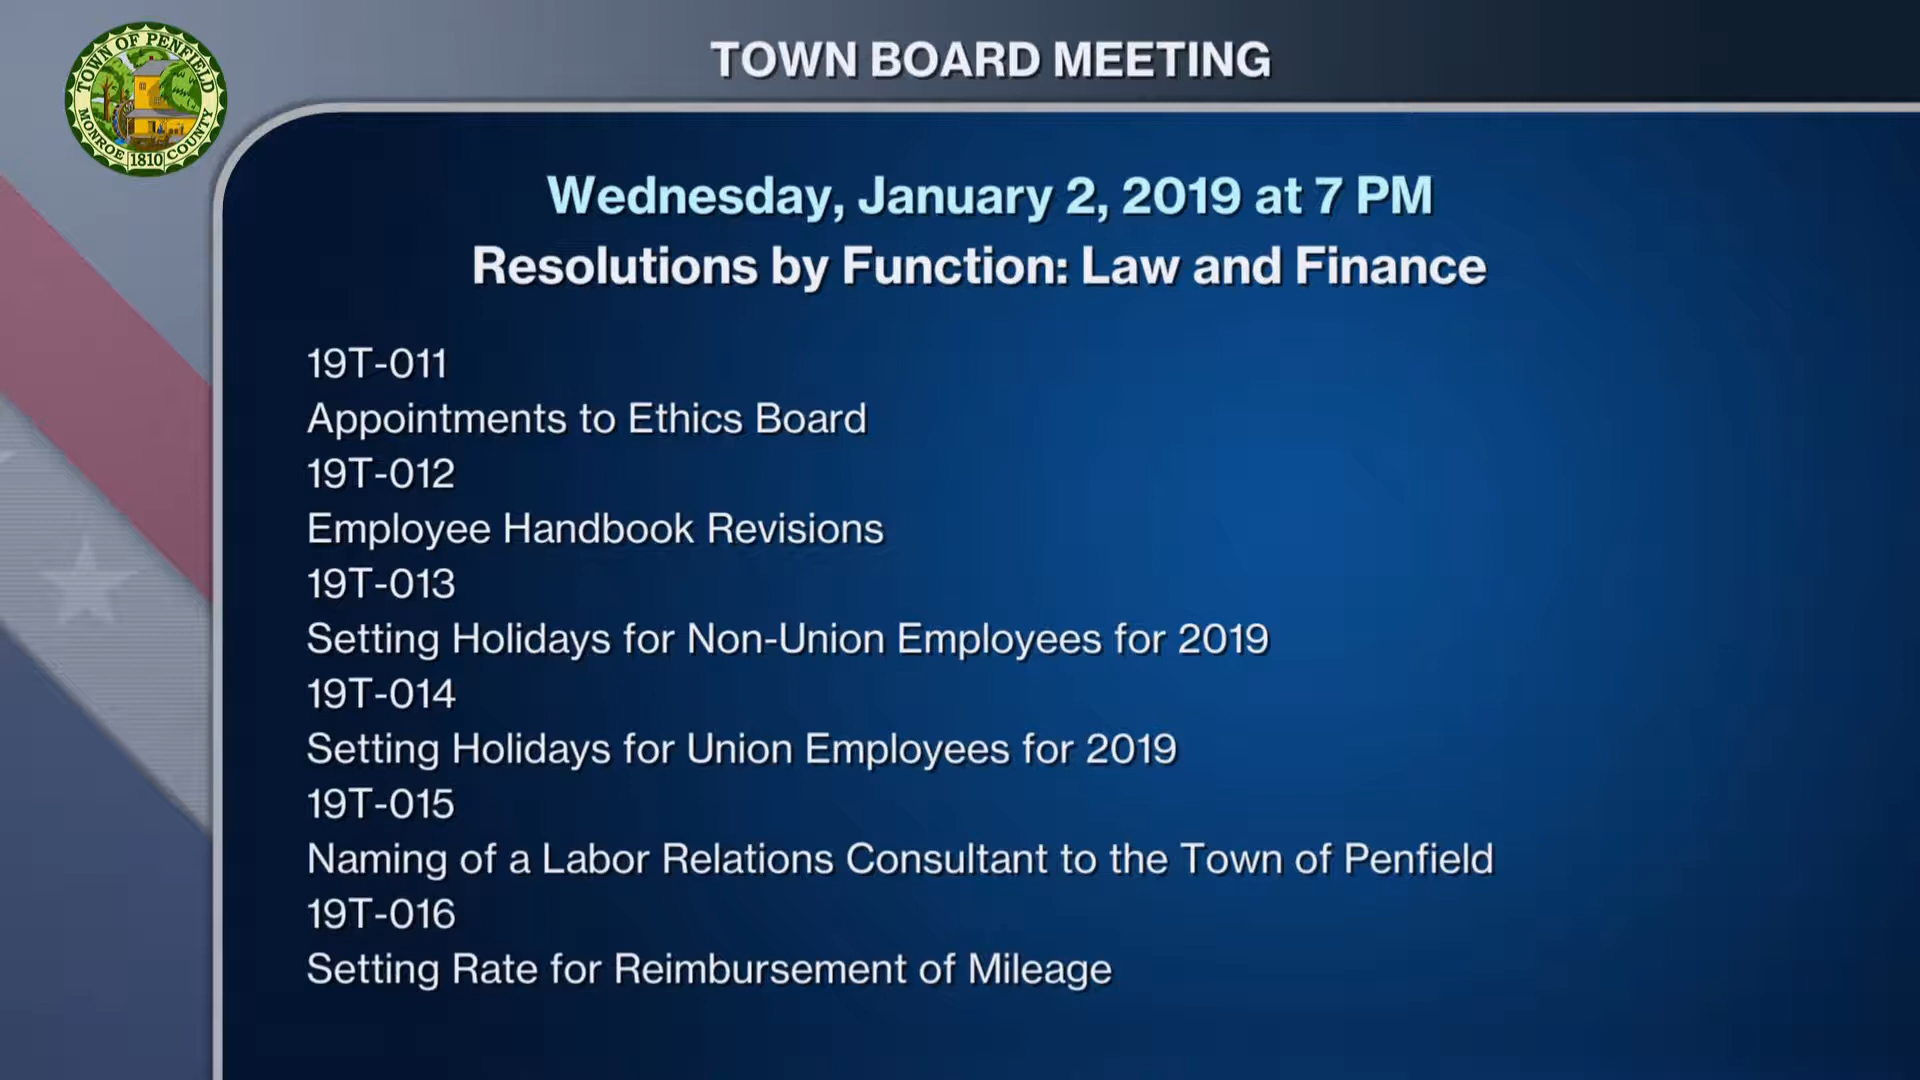 TOWN OF PENFIELD
MONROE 1810 COUNTY
TOWN BOARD MEETING
Wednesday, January 2, 2019 at 7 PM
Resolutions by Function: Law and Finance
19T-011
Appointments to Ethics Board
19T-012
Employee Handbook Revisions
19T-013
Setting Holidays for Non-Union Employees for 2019
19T-014
Setting Holidays for Union Employees for 2019
19T-015
Naming of a Labor Relations Consultant to the Town of Penfield
19T-016
Setting Rate for Reimbursement of Mileage